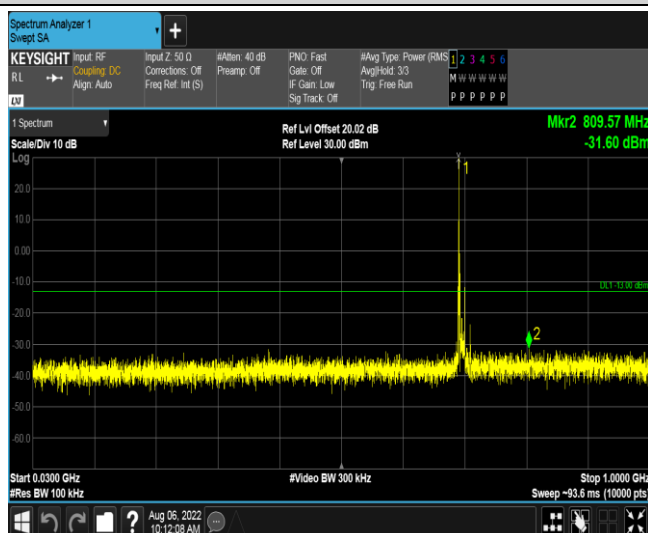 Spectrum Analyzer 1
Swept SA
KEYSIGHT
RL
LXI
Input: RF
Coupling: DC
Align: Auto
Input Z: 50 Ω
Corrections: Off
Freq Ref: Int (S)
#Atten: 40 dB
Preamp: Off
PNO: Fast
Gate: Off
IF Gain: Low
Sig Track: Off
#Avg Type: Power (RMS
Avg|Hold: 3/3
Trig: Free Run
1 2 3 4 5 6
M W W W W W
P P P P P P
1 Spectrum
Scale/Div 10 dB
Ref Lvl Offset 20.02 dB
Ref Level 30.00 dBm
Mkr2 809.57 MHz
-31.60 dBm
Log
1
20.0
10.0
0.00
-10.0
DL1 -13.00 dBm
-20.0
2
-30.0
-40.0
-50.0
-60.0
Start 0.0300 GHz
#Video BW 300 kHz
Stop 1.0000 GHz
#Res BW 100 kHz
Sweep ~93.6 ms (10000 pts)
?
Aug 06, 2022
10:12:08 AM